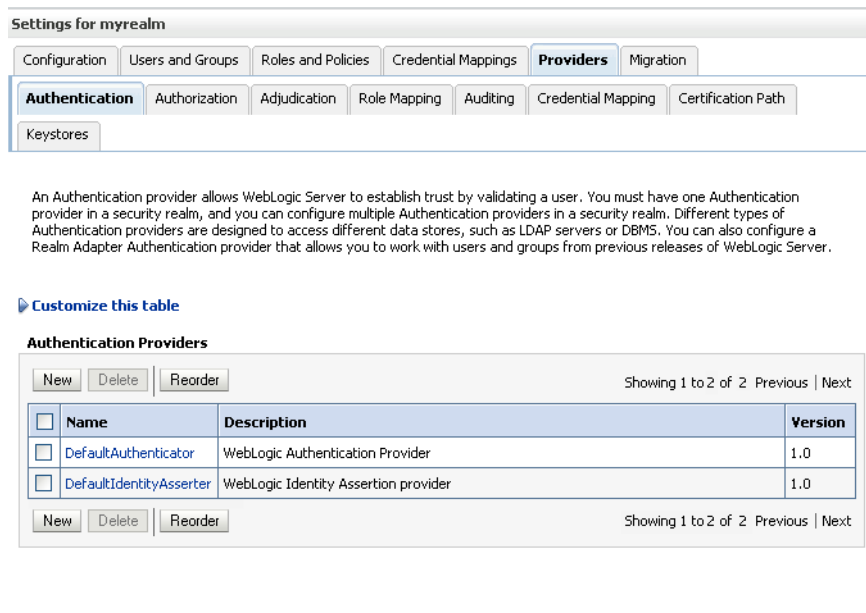 Settings for myrealm
Configuration Users and Groups Roles and Policies Credential Mappings Providers Migration
Authentication Authorization Adjudication Role Mapping Auditing Credential Mapping Certification Path
Keystores
An Authentication provider allows WebLogic Server to establish trust by validating a user. You must have one Authentication
provider in a security realm, and you can configure multiple Authentication providers in a security realm. Different types of
Authentication providers are designed to access different data stores, such as LDAP servers or DBMS. You can also configure a
Realm Adapter Authentication provider that allows you to work with users and groups from previous releases of WebLogic Server.
Customize this table
Authentication Providers
New Delete Reorder Showing 1 to 2 of 2 Previous | Next
Name Description Version
DefaultAuthenticator WebLogic Authentication Provider 1.0
DefaultIdentityAsserter WebLogic Identity Assertion provider 1.0
New Delete Reorder Showing 1 to 2 of 2 Previous | Next